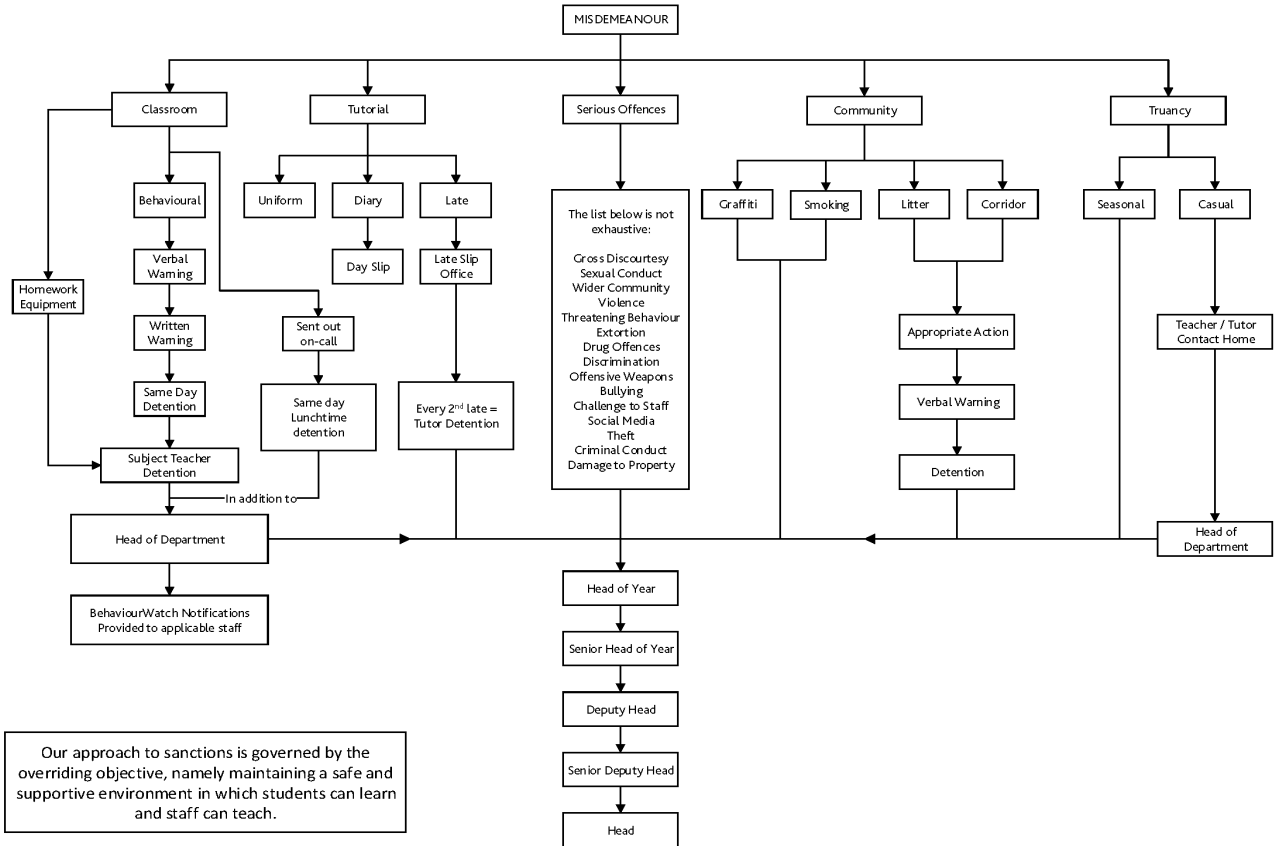 MISDEMEANOUR
Classroom
Tutorial
Serious Offences
Community
Truancy
Behavioural
Uniform
Diary
Late
Graffiti
Smoking
Litter
Corridor
Seasonal
Casual
The list below is not
exhaustive:
Gross Discourtesy
Sexual Conduct
Wider Community
Violence
Threatening Behaviour
Extortion
Drug Offences
Discrimination
Offensive Weapons
Bullying
Challenge to Staff
Social Media
Theft
Criminal Conduct
Damage to Property
Verbal
Warning
Day Slip
Late Slip
Office
Homework
Equipment
Written
Warning
Sent out
on-call
Appropriate Action
Teacher / Tutor
Contact Home
Same Day
Detention
Same day
Lunchtime
detention
Every 2nd late =
Tutor Detention
Verbal Warning
Subject Teacher
Detention
Detention
In addition to
Head of Department
Head of
Department
BehaviourWatch Notifications
Provided to applicable staff
Head of Year
Senior Head of Year
Deputy Head
Senior Deputy Head
Head
Our approach to sanctions is governed by the
overriding objective, namely maintaining a safe and
supportive environment in which students can learn
and staff can teach.